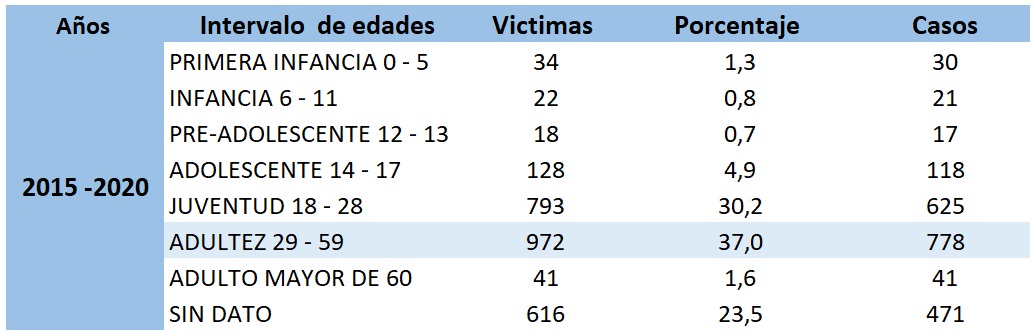 Años Intervalo de edades Victimas Porcentaje Casos
PRIMERA INFANCIA 0 - 5 34 1,3 30
INFANCIA 6 - 11 22 0,8 21
PRE-ADOLESCENTE 12 - 13 18 0,7 17
ADOLESCENTE 14 - 17 128 4,9 118
2015 -2020
JUVENTUD 18 - 28 793 30,2 625
ADULTEZ 29 - 59 972 37,0 778
ADULTO MAYOR DE 60 41 1,6 41
SIN DATO 616 23,5 471